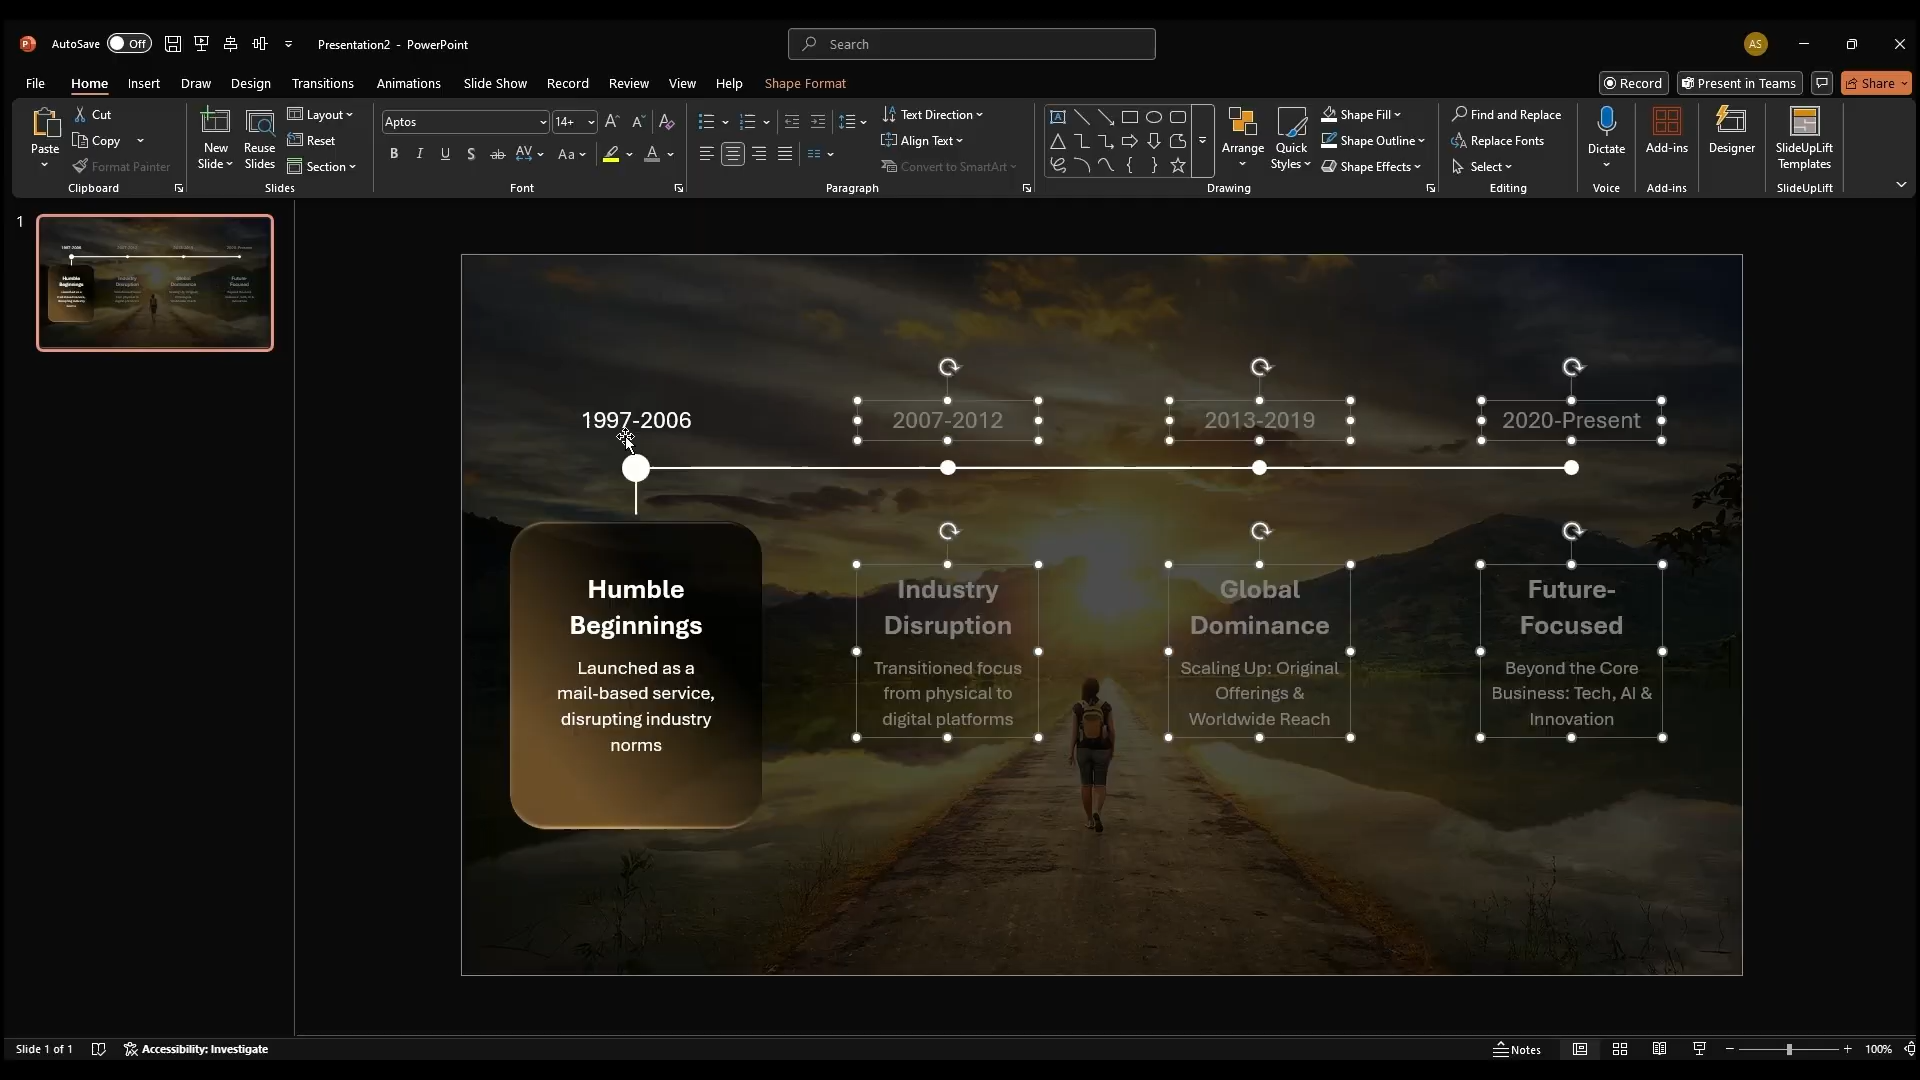 AutoSave Off Presentation2 - PowerPoint Search AS
File Home Insert Draw Design Transitions Animations Slide Show Record Review View Help Shape Format Record Present in Teams Share
Paste Cut Copy Format Painter
Clipboard
New Slide Reuse Slides Layout Reset Section
Slides
Aptos 14+
B I U S ab AV Aa A
Font
Paragraph
Text Direction
Align Text
Convert to SmartArt
Arrange Quick Styles
Shape Fill
Shape Outline
Shape Effects
Drawing
Find and Replace
Replace Fonts
Select
Editing
Dictate
Voice
Add-ins
Add-ins
Designer
SlideUpLift Templates
SlideUpLift
1
1997-2006 2007-2012 2013-2019 2020-Present
Humble
Beginnings
Launched as a
mail-based service,
disrupting industry
norms
Industry
Disruption
Transitioned focus
from physical to
digital platforms
Global
Dominance
Scaling Up: Original
Offerings &
Worldwide Reach
Future-
Focused
Beyond the Core
Business: Tech, AI &
Innovation
Slide 1 of 1 Accessibility: Investigate Notes 100%